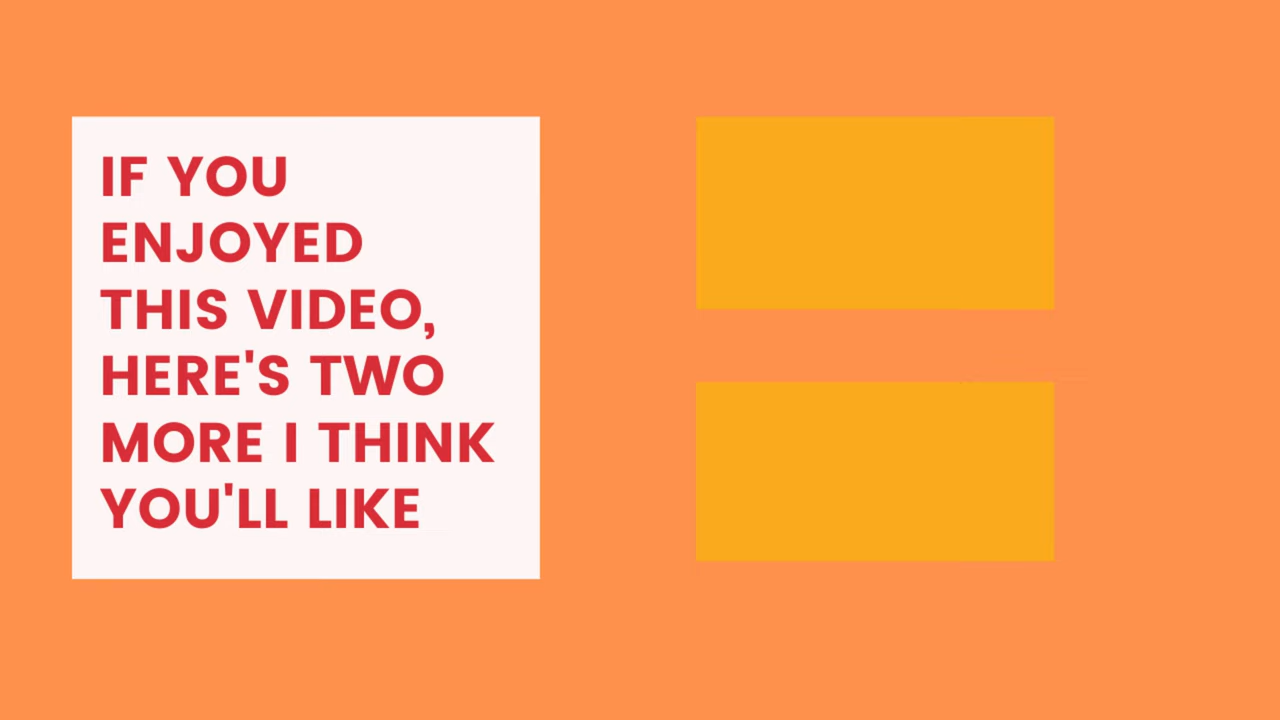 IF YOU
ENJOYED
THIS VIDEO,
HERE'S TWO
MORE I THINK
YOU'LL LIKE